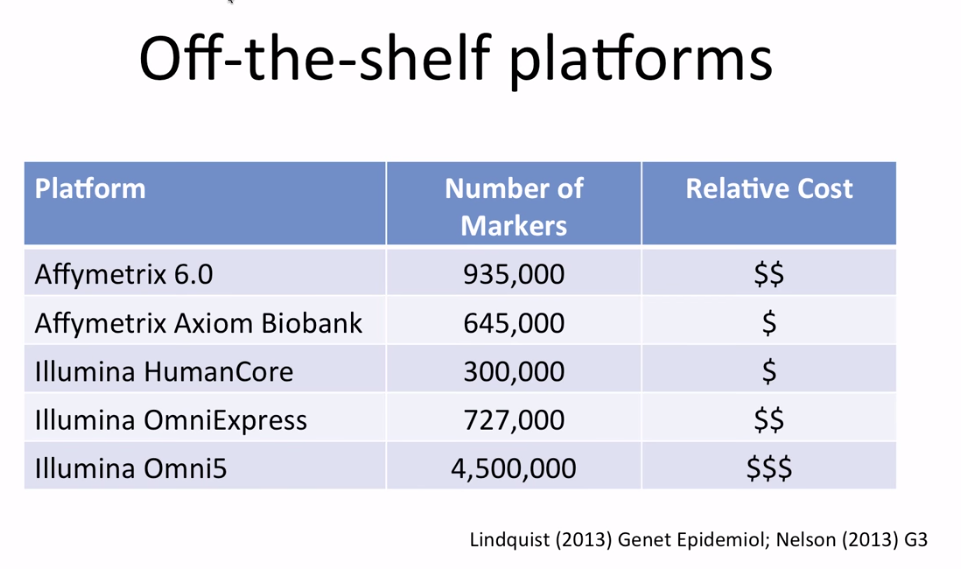 Off-the-shelf platforms
Platform Number of Markers Relative Cost
Affymetrix 6.0 935,000 $$
Affymetrix Axiom Biobank 645,000 $
Illumina HumanCore 300,000 $
Illumina OmniExpress 727,000 $$
Illumina Omni5 4,500,000 $$$
Lindquist (2013) Genet Epidemiol; Nelson (2013) G3